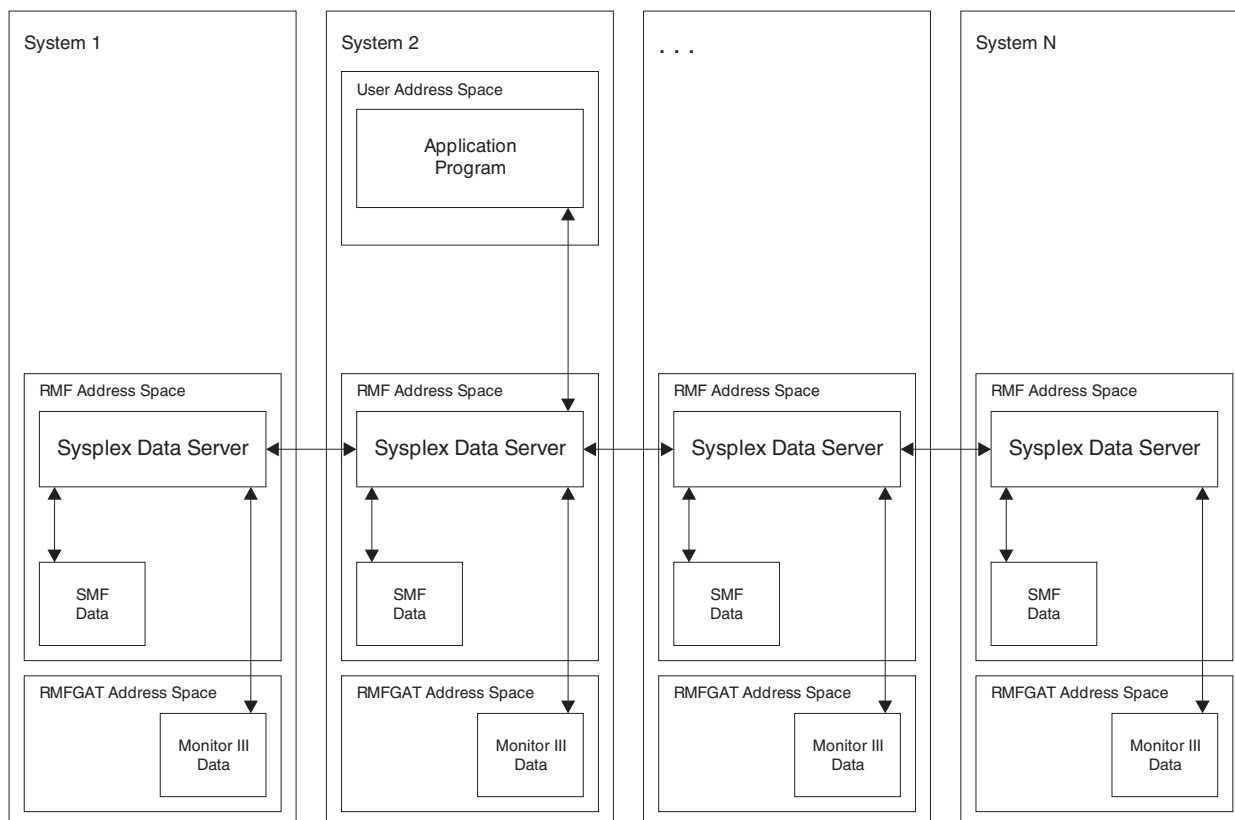 System 1
System 2
. . .
System N
User Address Space
Application
Program
RMF Address Space
RMF Address Space
RMF Address Space
RMF Address Space
Sysplex Data Server
Sysplex Data Server
Sysplex Data Server
Sysplex Data Server
SMF
Data
SMF
Data
SMF
Data
SMF
Data
RMFGAT Address Space
RMFGAT Address Space
RMFGAT Address Space
RMFGAT Address Space
Monitor III
Data
Monitor III
Data
Monitor III
Data
Monitor III
Data